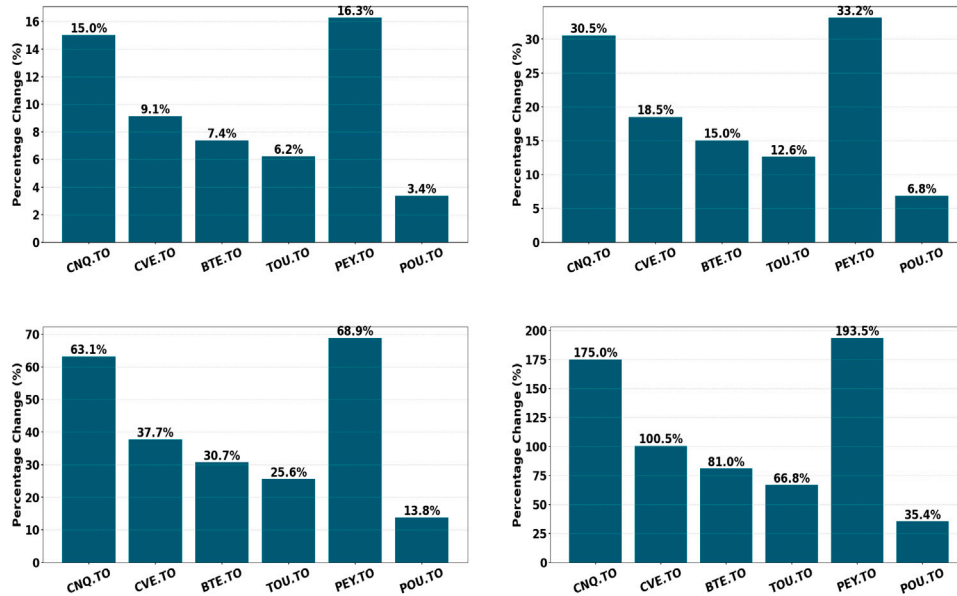 Percentage Change (%)
16
14
12
10
8
6
4
2
0
15.0%
9.1%
7.4%
6.2%
16.3%
3.4%
CNQ.TO
CVE.TO
BTE.TO
TOU.TO
PEY.TO
POU.TO
Percentage Change (%)
30
25
20
15
10
5
0
30.5%
18.5%
15.0%
12.6%
33.2%
6.8%
CNQ.TO
CVE.TO
BTE.TO
TOU.TO
PEY.TO
POU.TO
Percentage Change (%)
70
60
50
40
30
20
10
0
63.1%
37.7%
30.7%
25.6%
68.9%
13.8%
CNQ.TO
CVE.TO
BTE.TO
TOU.TO
PEY.TO
POU.TO
Percentage Change (%)
200
175
150
125
100
75
50
25
0
175.0%
100.5%
81.0%
66.8%
193.5%
35.4%
CNQ.TO
CVE.TO
BTE.TO
TOU.TO
PEY.TO
POU.TO